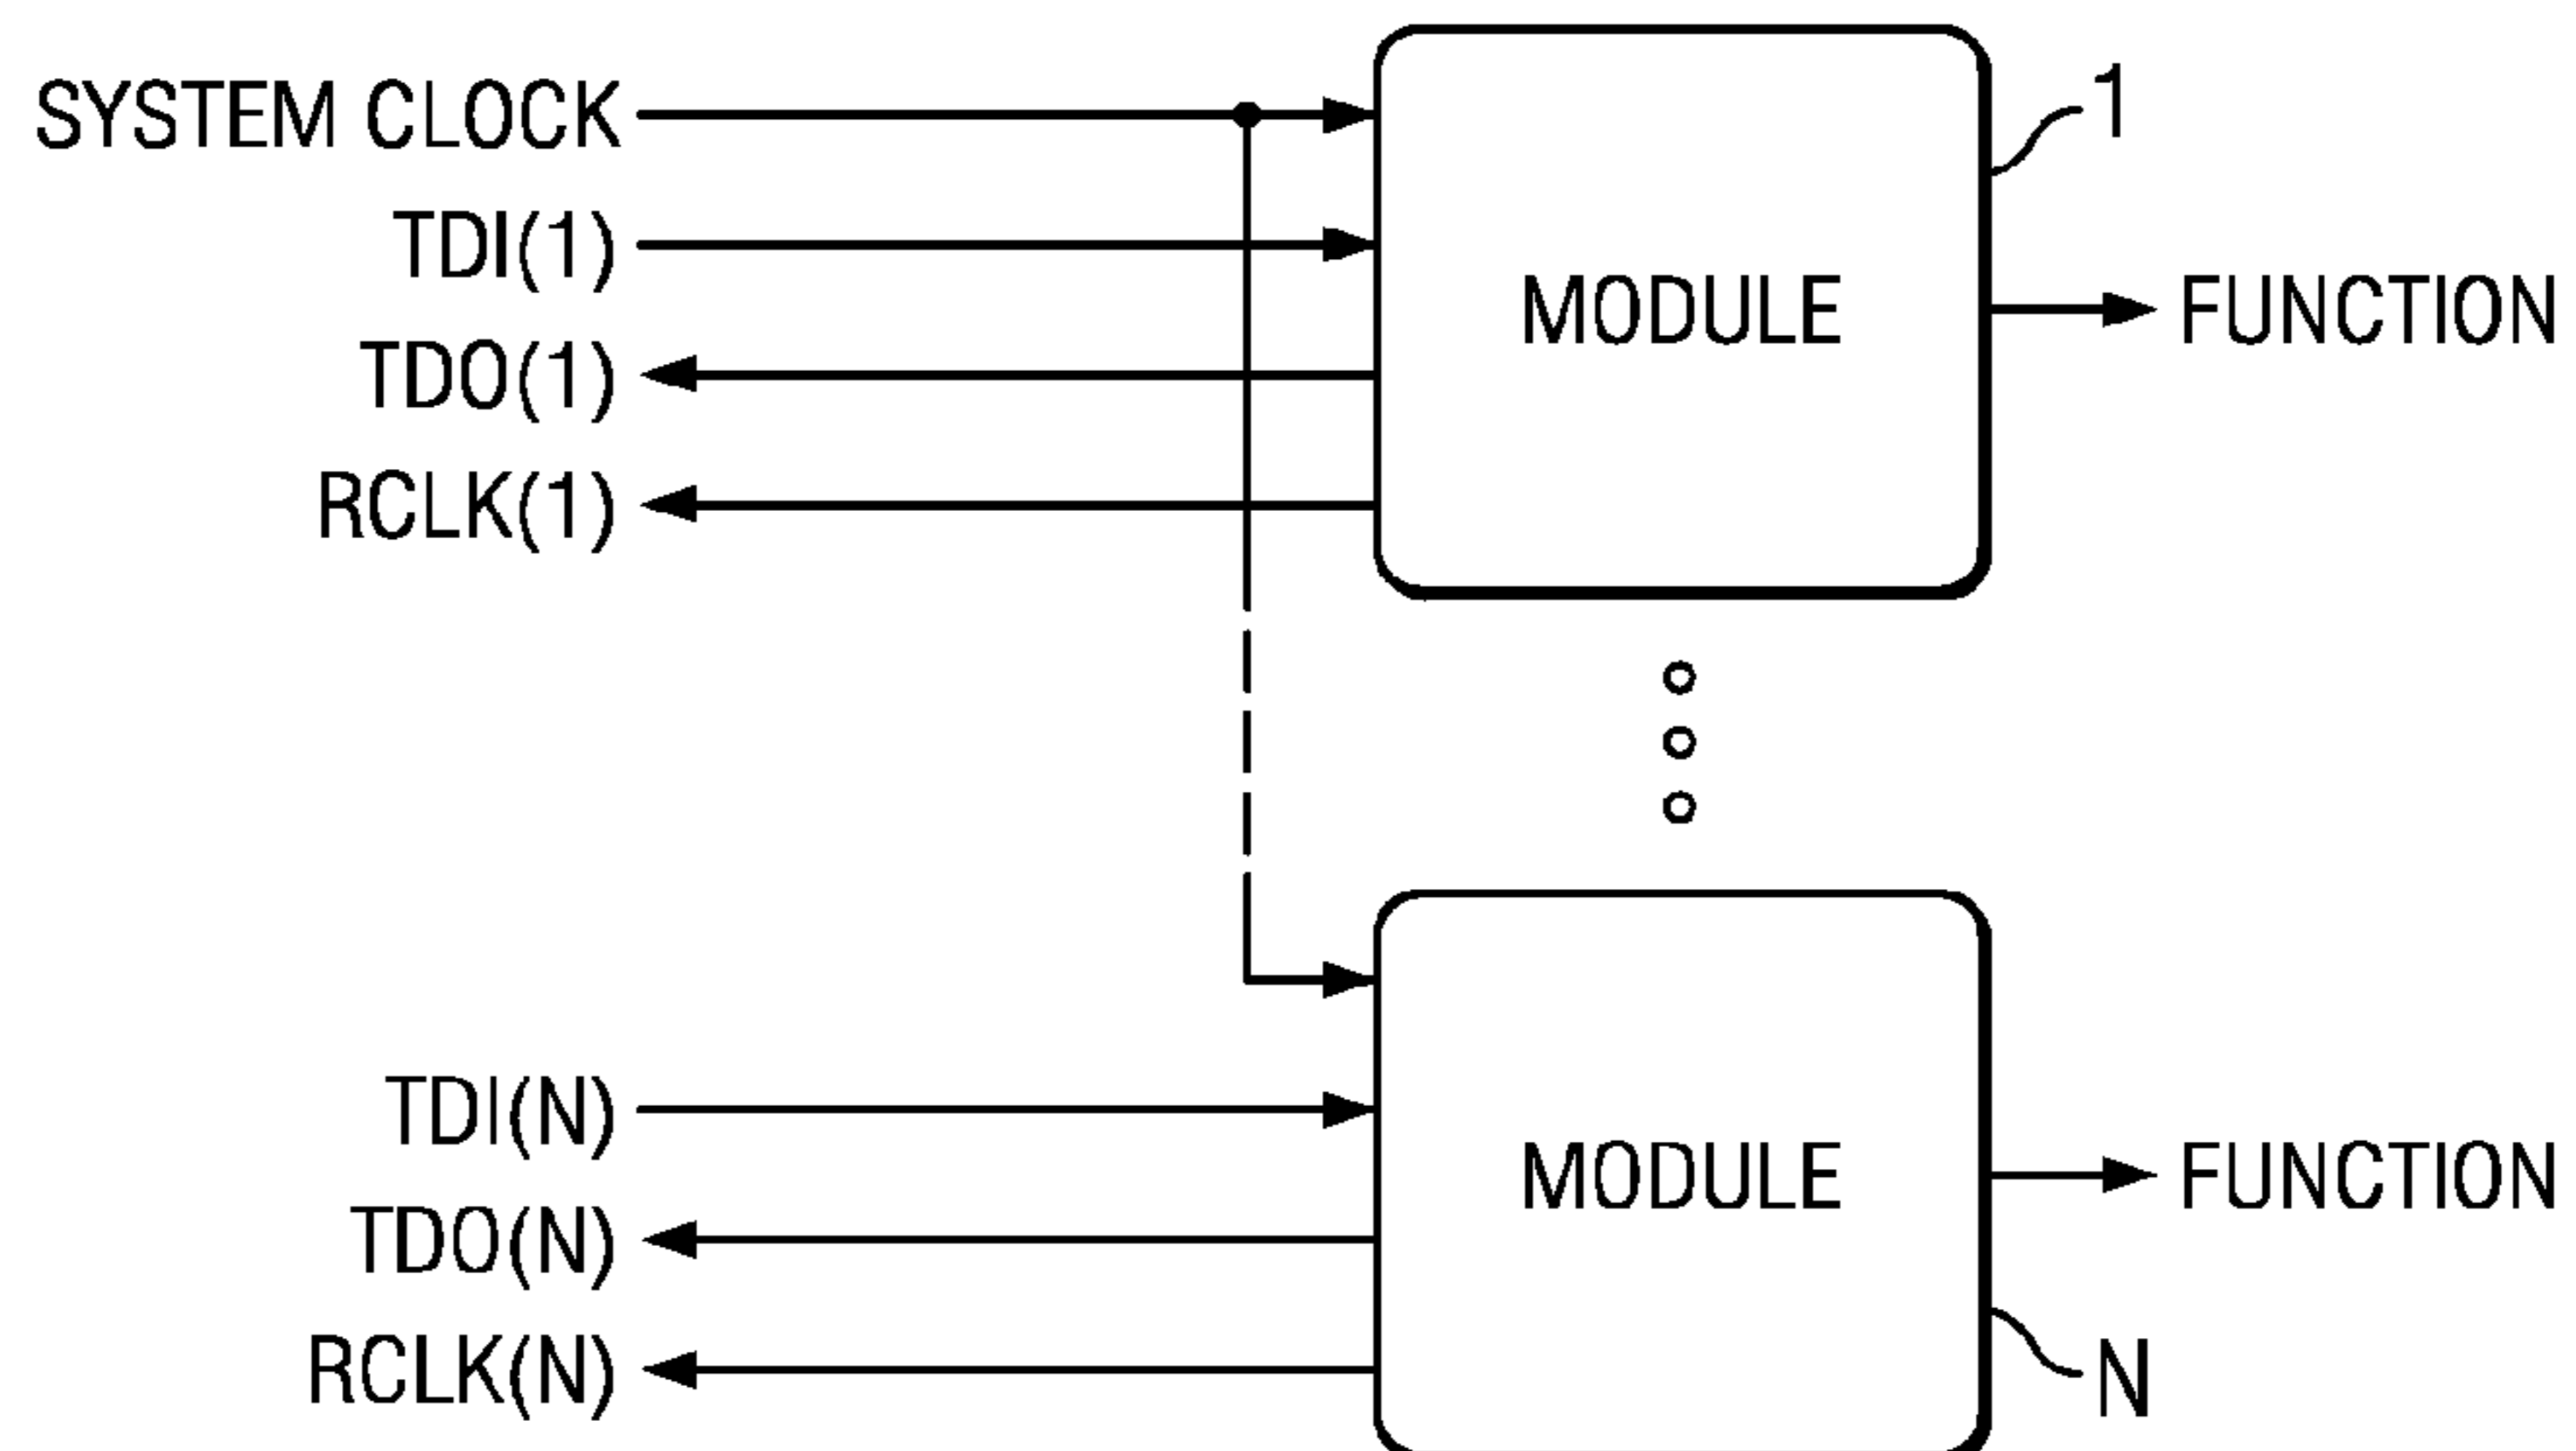 SYSTEM CLOCK
1
TDI(1)
MODULE
FUNCTION
TDO(1)
RCLK(1)
TDI(N)
MODULE
FUNCTION
TDO(N)
RCLK(N)
N